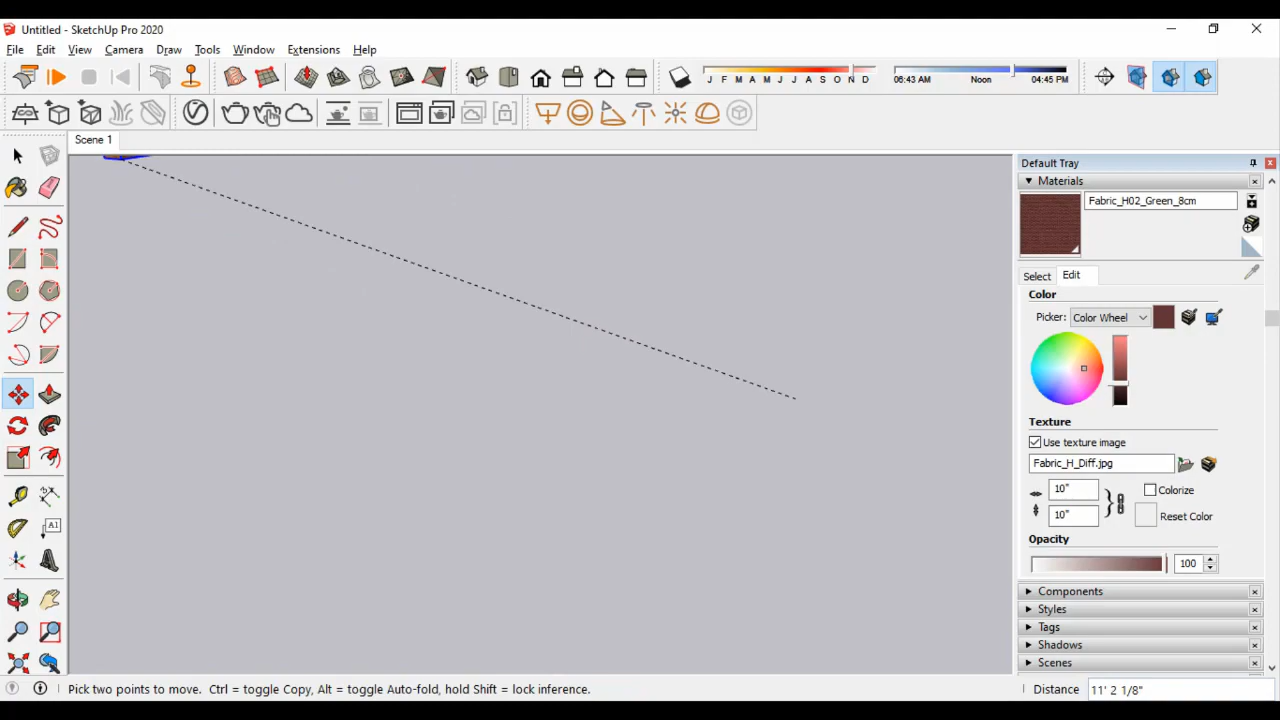 Untitled - SketchUp Pro 2020
File Edit View Camera Draw Tools Window Extensions Help
J F M A M J J A S O N D 06:43 AM Noon 04:45 PM
Scene 1
Default Tray
Materials
Fabric_H02_Green_8cm
Select Edit
Color
Picker: Color Wheel
Texture
Use texture image
Fabric_H_Diff.jpg
10" Colorize
10" Reset Color
A1
Opacity
100
Components
Styles
Tags
Shadows
Scenes
Pick two points to move. Ctrl = toggle Copy, Alt = toggle Auto-fold, hold Shift = lock inference. Distance 11' 2 1/8"